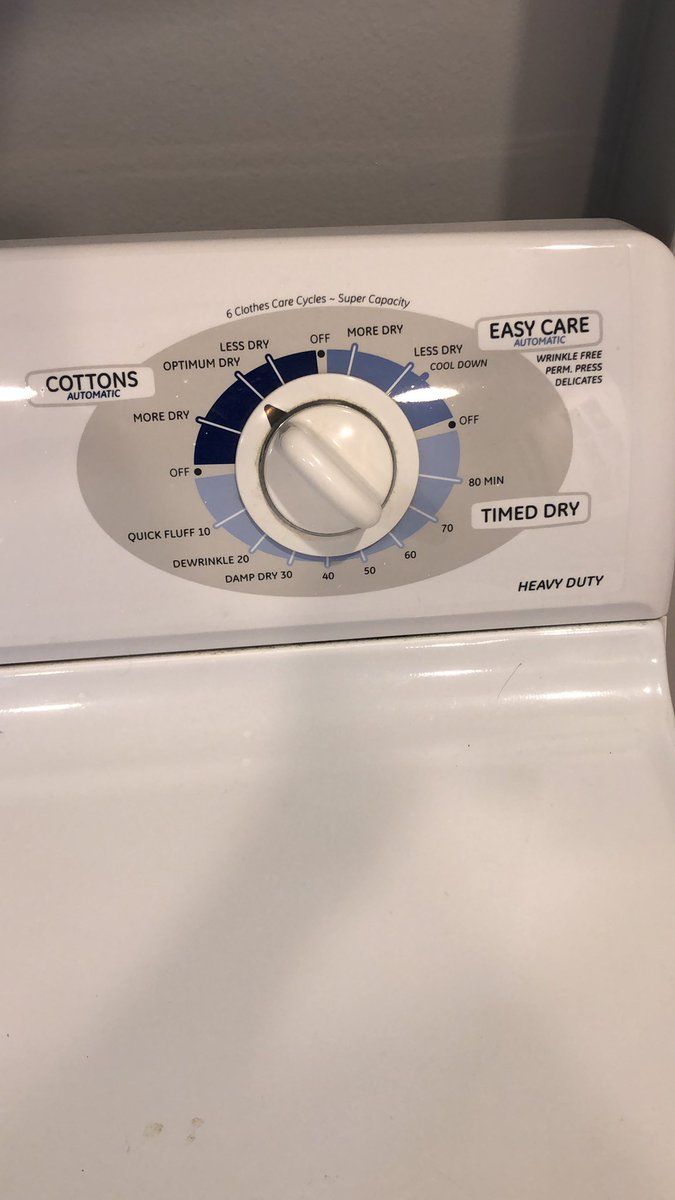 6 Clothes Care Cycles ~ Super Capacity
COTTONS
AUTOMATIC
OFF
MORE DRY
OPTIMUM DRY
LESS DRY
OFF
MORE DRY
LESS DRY
COOL DOWN
OFF
EASY CARE
AUTOMATIC
WRINKLE FREE
PERM. PRESS
DELICATES
80 MIN
70
60
50
40
DAMP DRY 30
DEWRINKLE 20
QUICK FLUFF 10
TIMED DRY
HEAVY DUTY